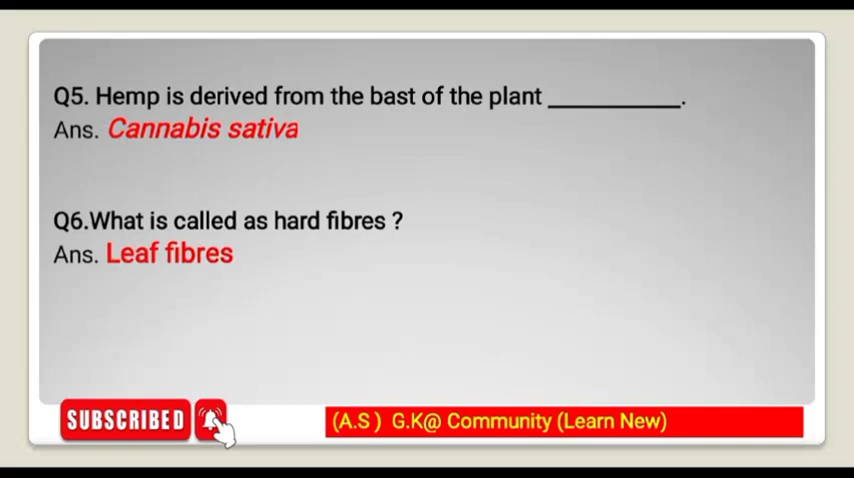 Q5. Hemp is derived from the bast of the plant ___________.
Ans. Cannabis sativa
Q6.What is called as hard fibres ?
Ans. Leaf fibres
SUBSCRIBED
(A.S ) G.K@ Community (Learn New)